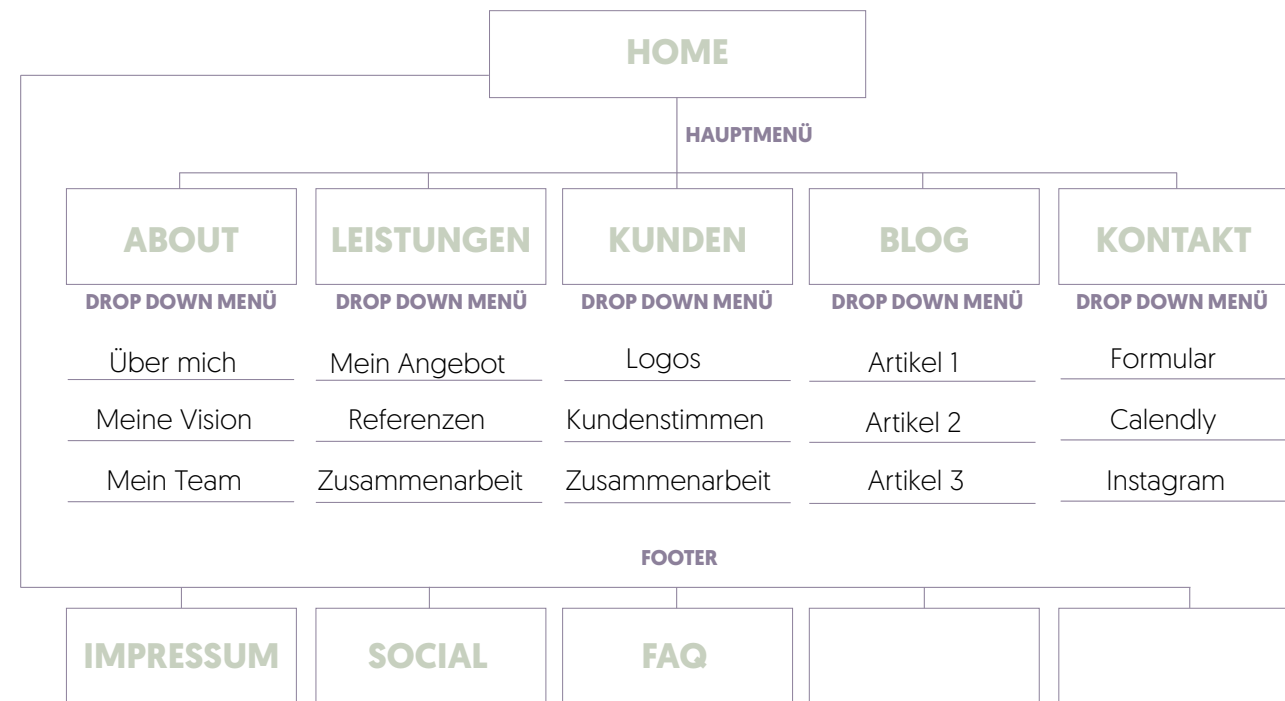 HOME
HAUPTMENÜ
ABOUT LEISTUNGEN KUNDEN BLOG KONTAKT
DROP DOWN MENÜ DROP DOWN MENÜ DROP DOWN MENÜ DROP DOWN MENÜ DROP DOWN MENÜ
Über mich Mein Angebot Logos Artikel 1 Formular
Meine Vision Referenzen Kundenstimmen Artikel 2 Calendly
Mein Team Zusammenarbeit Zusammenarbeit Artikel 3 Instagram
FOOTER
IMPRESSUM SOCIAL FAQ